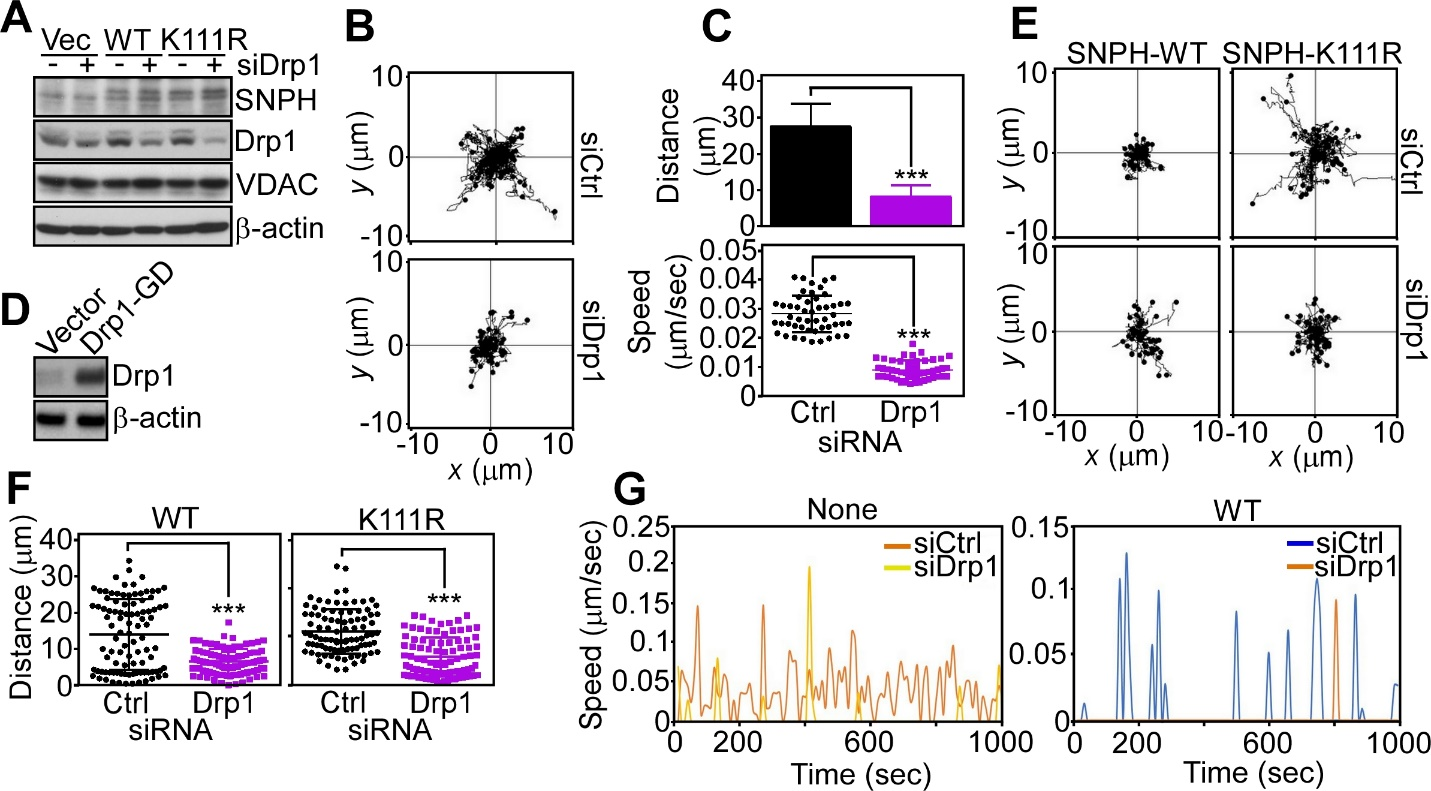 A
Vec WT K111R
- + - + - + siDrp1
SNPH
Drp1
VDAC
β-actin
B
10
0
-10
y (μm)
siCtrl
10
0
-10
y (μm)
siDrp1
-10 0 10
x (μm)
C
40
30
20
10
0
Distance
(μm)
***
0.05
0.04
0.03
0.02
0.01
0
Speed
(μm/sec)
***
Ctrl Drp1
siRNA
D
Vector
Drp1-GD
Drp1
β-actin
E
SNPH-WT SNPH-K111R
10
0
-10
y (μm)
siCtrl
10
0
-10
y (μm)
siDrp1
-10 0 10 -10 0 10
x (μm) x (μm)
F
WT K111R
40
30
20
10
0
Distance (μm)
*** ***
Ctrl Drp1 Ctrl Drp1
siRNA siRNA
G
None
0.25
0.2
0.15
0.1
0.05
0
Speed (μm/sec)
siCtrl
siDrp1
0 200 600 1000
Time (sec)
WT
0.15
0.1
0.05
0
siCtrl
siDrp1
0 200 600 1000
Time (sec)